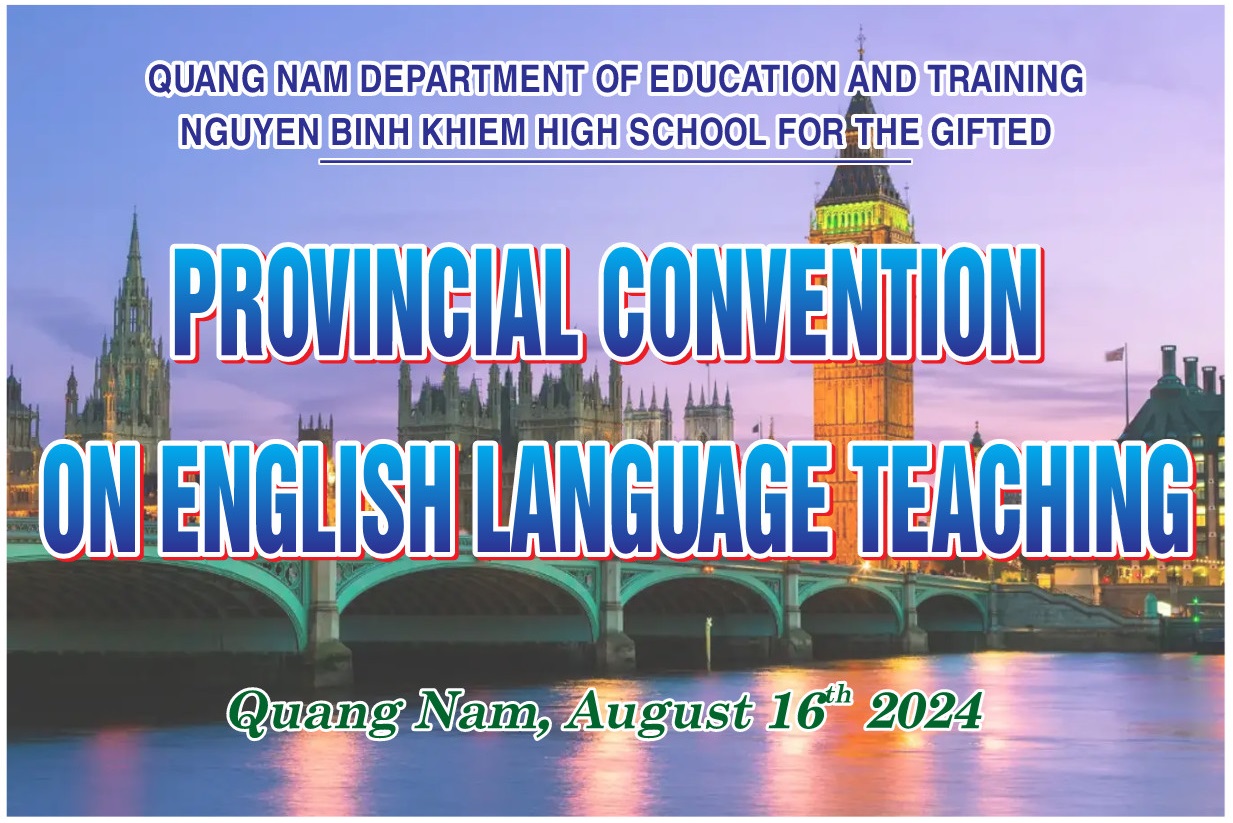 QUANG NAM DEPARTMENT OF EDUCATION AND TRAINING
NGUYEN BINH KHIEM HIGH SCHOOL FOR THE GIFTED
PROVINCIAL CONVENTION
ON ENGLISH LANGUAGE TEACHING
Quang Nam, August 16th 2024